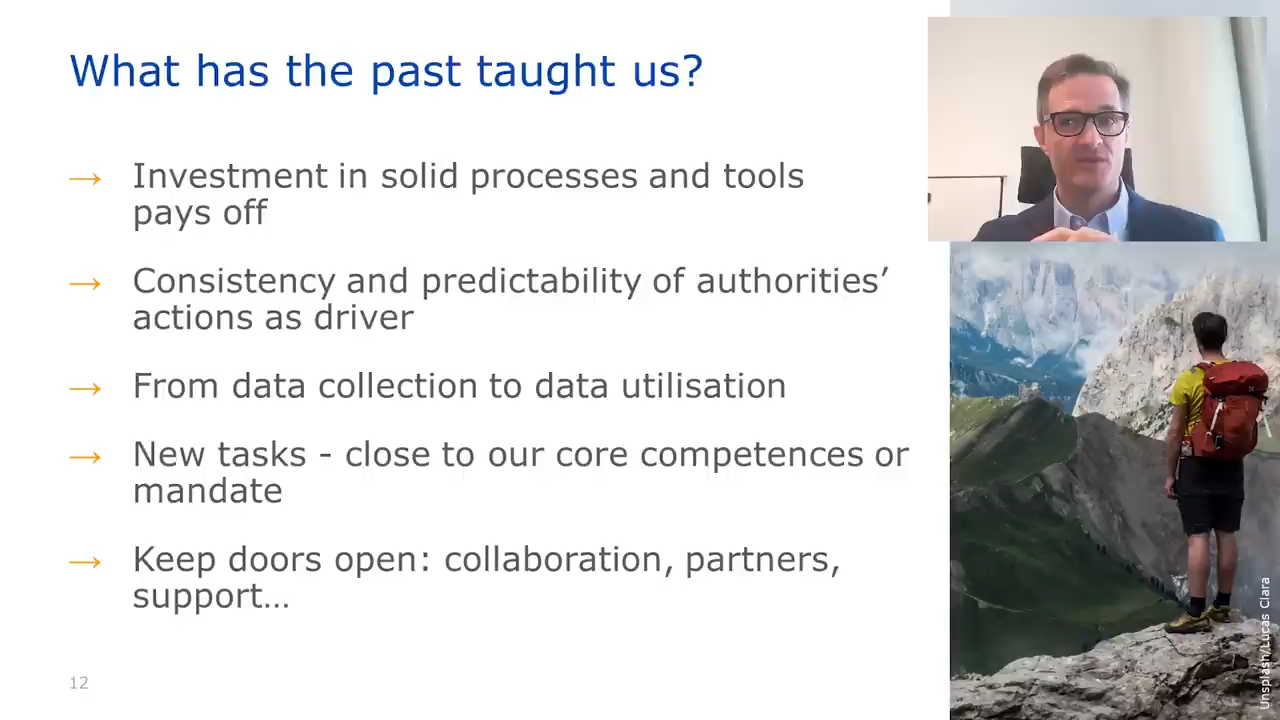 What has the past taught us?
→ Investment in solid processes and tools
pays off
→ Consistency and predictability of authorities’
actions as driver
→ From data collection to data utilisation
→ New tasks - close to our core competences or
mandate
→ Keep doors open: collaboration, partners,
support…
12
Unsplash/Lucas Clara